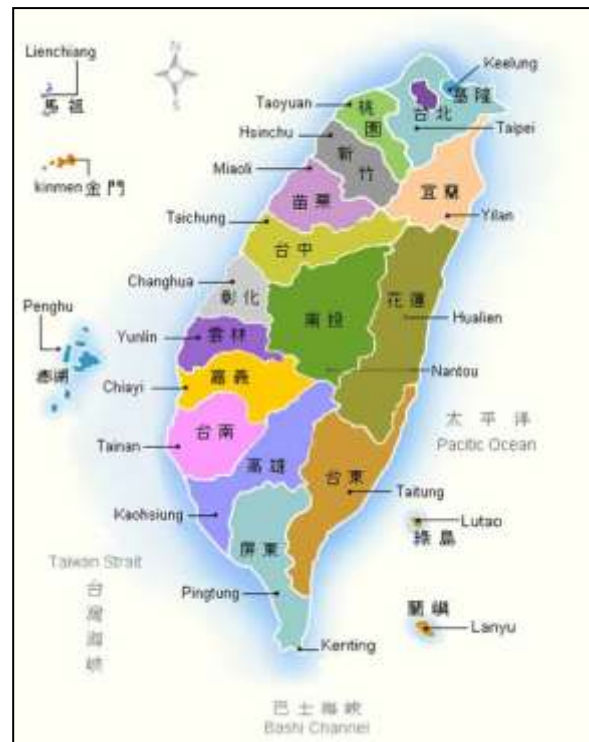 Lienchiang
馬祖
kinmen 金門
N
S
Keelung
基隆
台北
Taipei
Taoyuan
桃園
Hsinchu
新竹
Miaoli
苗栗
宜蘭
Yilan
Taichung
台中
Changhua
彰化
花蓮
Hualien
南投
Nantou
Penghu
澎湖
Yunlin
雲林
Chiayi
嘉義
台南
Tainan
高雄
Kaohsiung
太平洋
Pacific Ocean
台東
Taitung
Lutao
綠島
屏東
Pingtung
Taiwan Strait
台灣海峽
蘭嶼
Lanyu
Kenting
巴士海峽
Bashi Channel